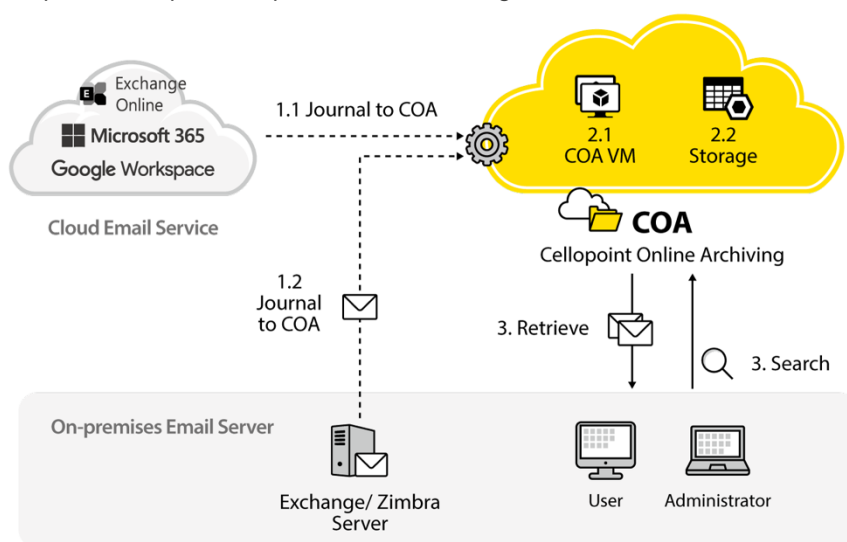 Exchange
Online
Microsoft 365
Google Workspace
Cloud Email Service
1.1 Journal to COA
2.1
COA VM
2.2
Storage
COA
Cellopoint Online Archiving
1.2
Journal
to COA
3. Retrieve
3. Search
On-premises Email Server
Exchange/ Zimbra
Server
User
Administrator